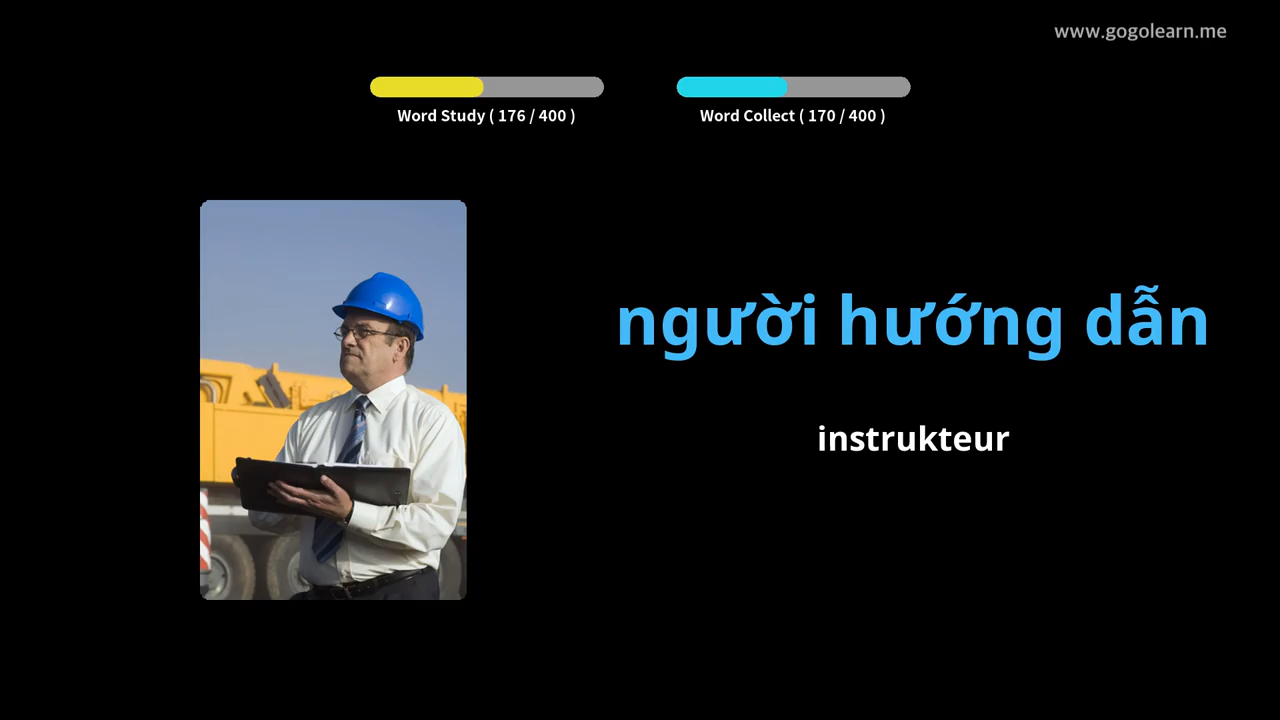 www.gogolearn.me
Word Study ( 176 / 400 )
Word Collect ( 170 / 400 )
người hướng dẫn
instrukteur